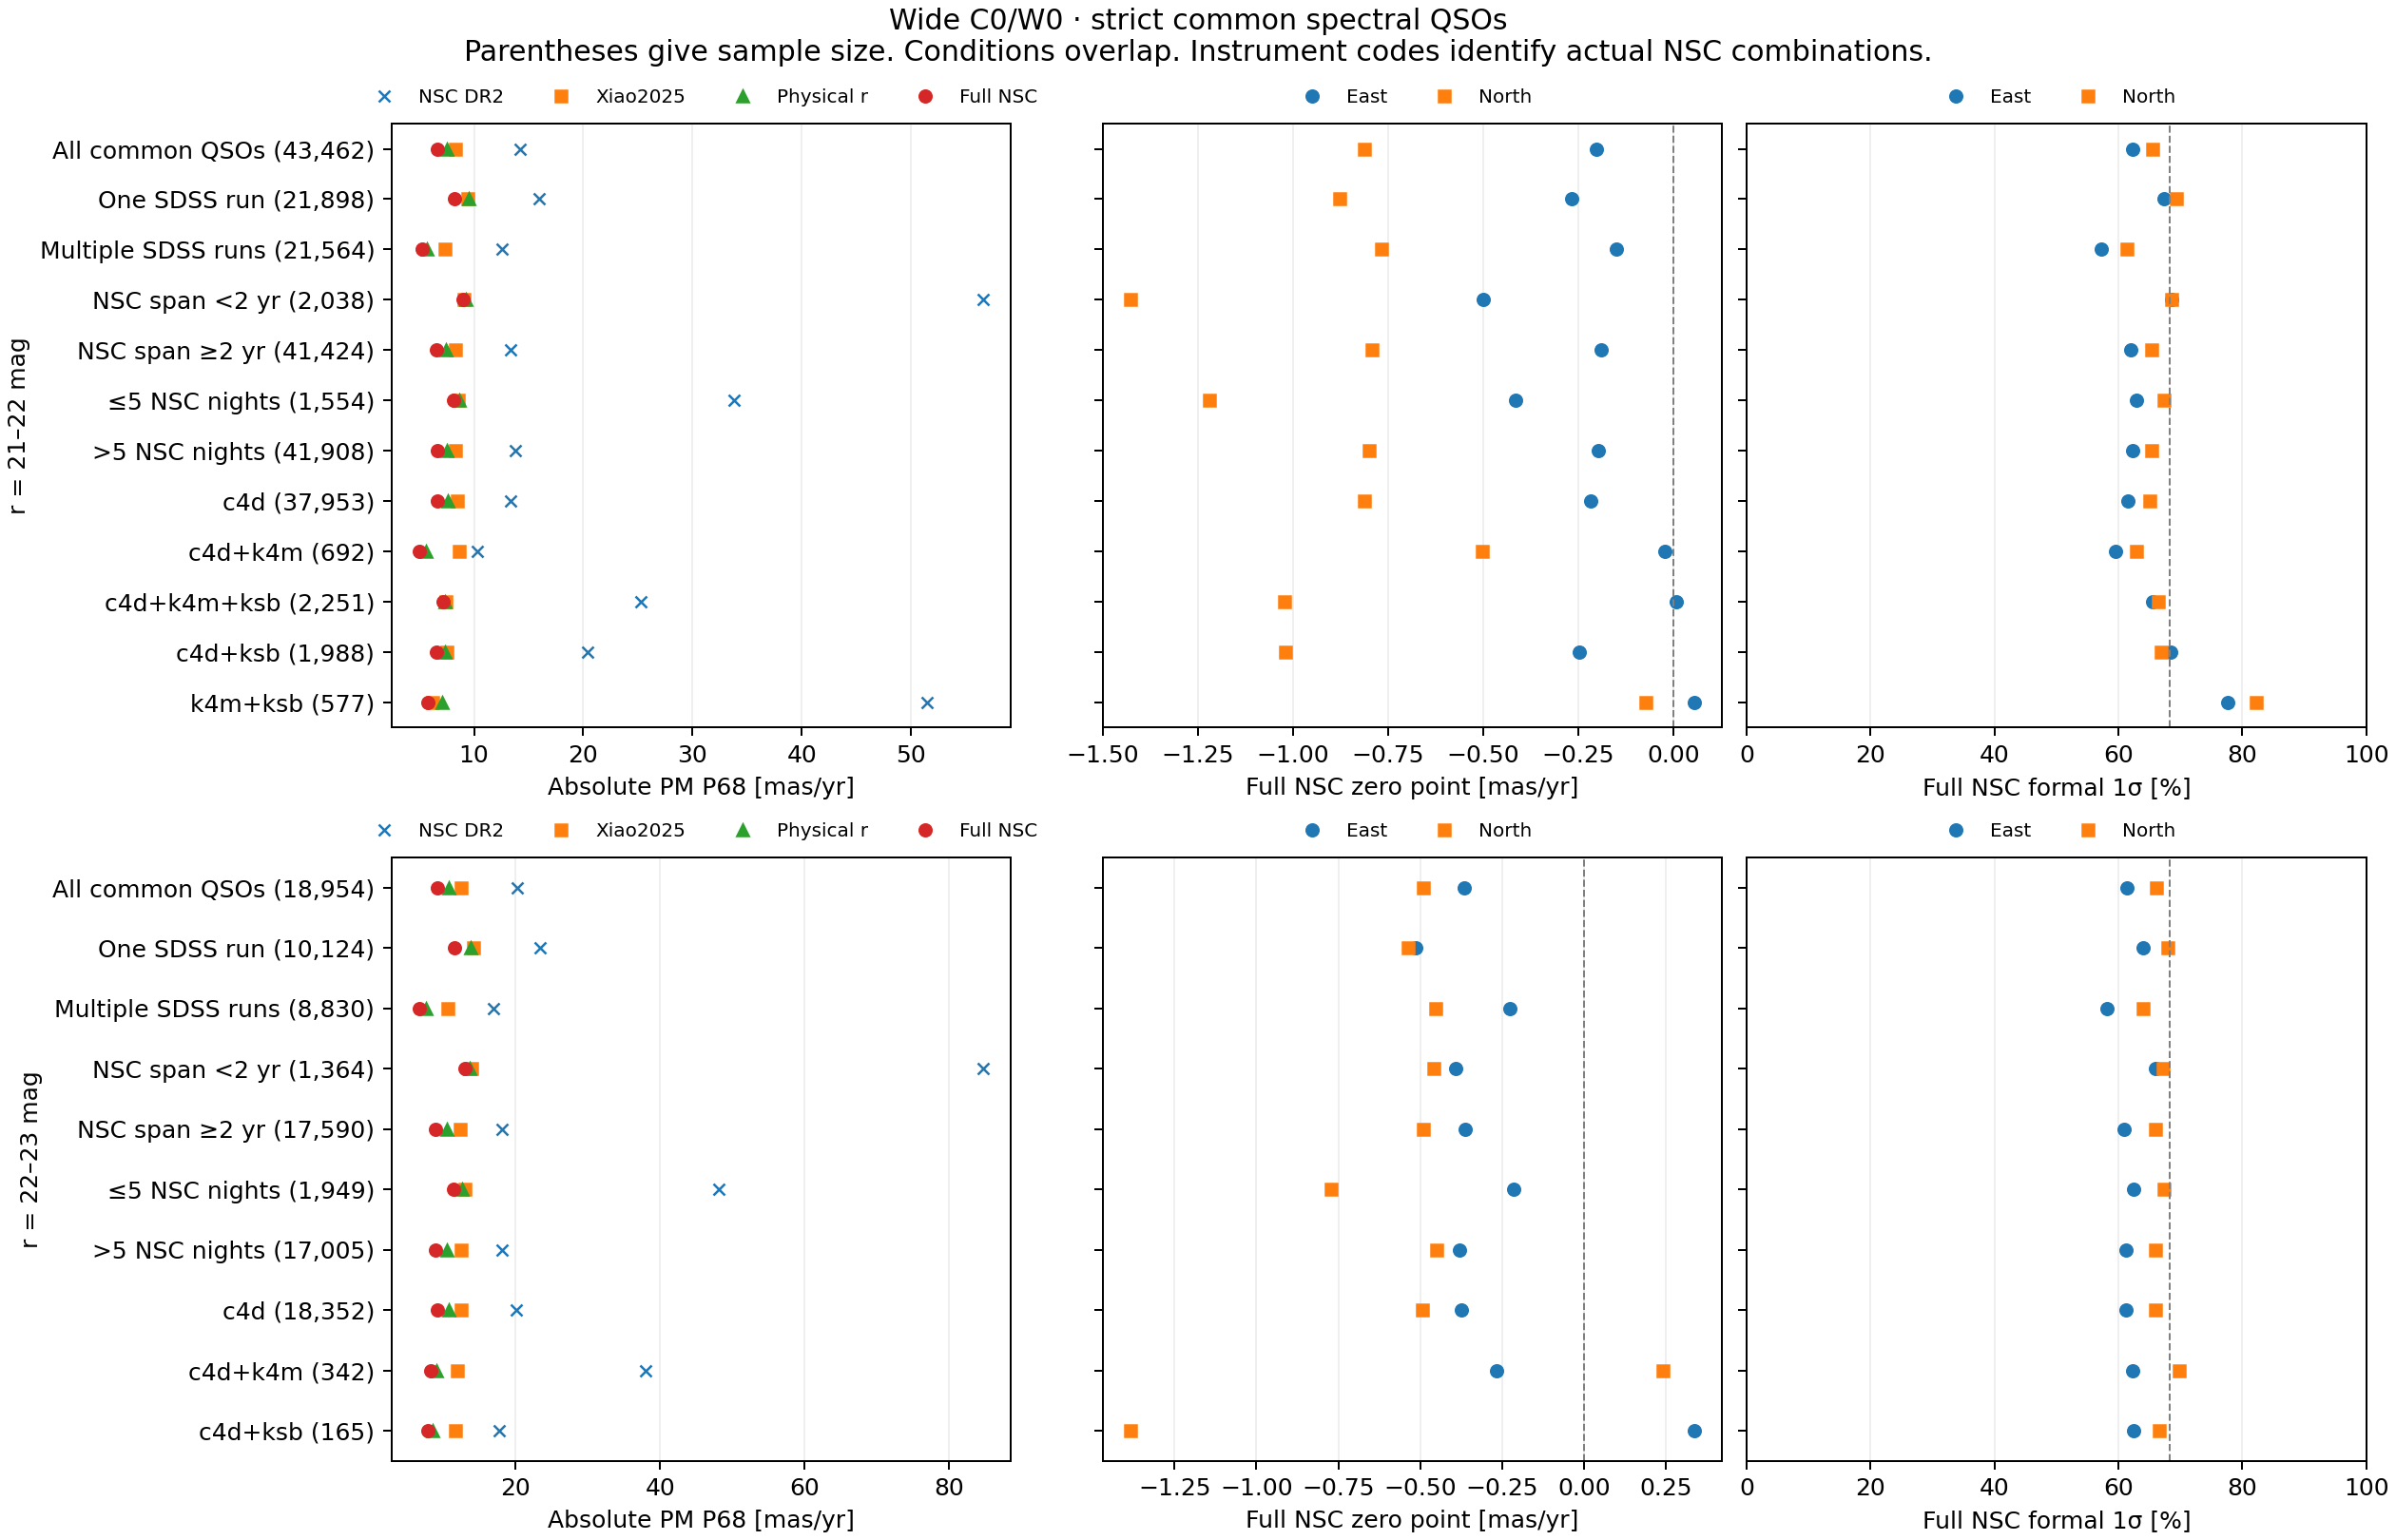 Wide C0/W0 · strict common spectral QSOs
Parentheses give sample size. Conditions overlap. Instrument codes identify actual NSC combinations.
NSC DR2 Xiao2025 Physical r Full NSC
East North
East North
r = 21–22 mag
All common QSOs (43,462)
One SDSS run (21,898)
Multiple SDSS runs (21,564)
NSC span <2 yr (2,038)
NSC span ≥2 yr (41,424)
≤5 NSC nights (1,554)
>5 NSC nights (41,908)
c4d (37,953)
c4d+k4m (692)
c4d+k4m+ksb (2,251)
c4d+ksb (1,988)
k4m+ksb (577)
10 20 30 40 50
Absolute PM P68 [mas/yr]
−1.50 −1.25 −1.00 −0.75 −0.50 −0.25 0.00
Full NSC zero point [mas/yr]
0 20 40 60 80 100
Full NSC formal 1σ [%]
NSC DR2 Xiao2025 Physical r Full NSC
East North
East North
r = 22–23 mag
All common QSOs (18,954)
One SDSS run (10,124)
Multiple SDSS runs (8,830)
NSC span <2 yr (1,364)
NSC span ≥2 yr (17,590)
≤5 NSC nights (1,949)
>5 NSC nights (17,005)
c4d (18,352)
c4d+k4m (342)
c4d+ksb (165)
20 40 60 80
Absolute PM P68 [mas/yr]
−1.25 −1.00 −0.75 −0.50 −0.25 0.00 0.25
Full NSC zero point [mas/yr]
0 20 40 60 80 100
Full NSC formal 1σ [%]